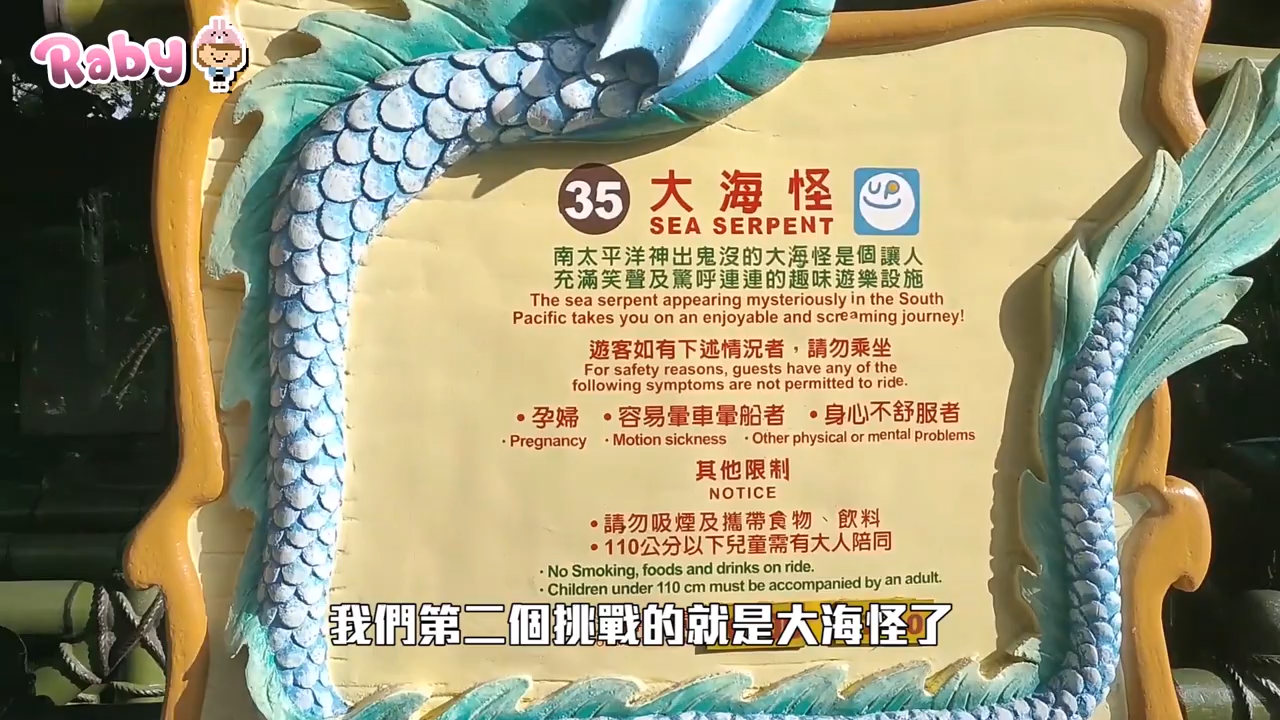 Raby
35 大海怪 UP
SEA SERPENT
南太平洋神出鬼沒的大海怪是個讓人
充滿笑聲及驚呼連連的趣味遊樂設施
The sea serpent appearing mysteriously in the South
Pacific takes you on an enjoyable and screaming journey!
遊客如有下述情況者，請勿乘坐
For safety reasons, guests have any of the
following symptoms are not permitted to ride.
•孕婦 •容易暈車暈船者 •身心不舒服者
·Pregnancy ·Motion sickness ·Other physical or mental problems
其他限制
NOTICE
•請勿吸煙及攜帶食物、飲料
•110公分以下兒童需有大人陪同
·No Smoking, foods and drinks on ride.
·Children under 110 cm must be accompanied by an adult.
我們第二個挑戰的就是大海怪了